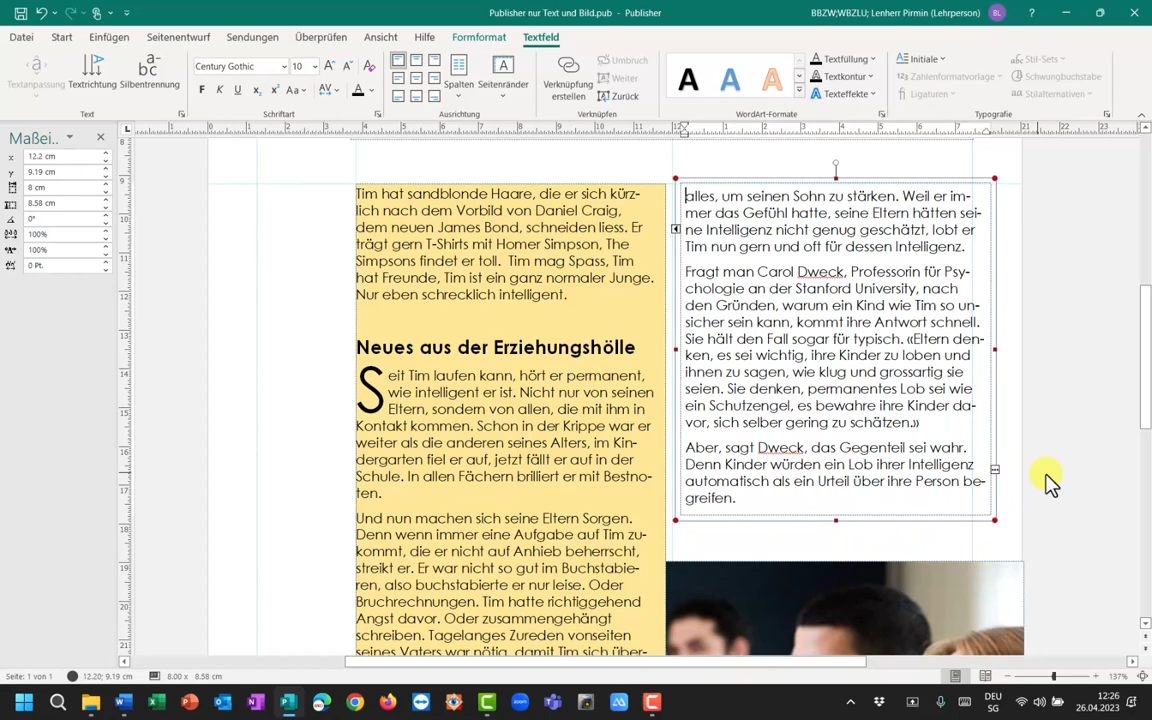 Publisher nur Text und Bild.pub - Publisher
BBZW;WBZLU; Lenherr Pirmin (Lehrperson)
BL
?
Datei Start Einfügen Seitenentwurf Sendungen Überprüfen Ansicht Hilfe Formformat Textfeld
Textanpassung Textrichtung Silbentrennung
Text
Century Gothic 10
F K U x₂ x² Aa AV A
Schriftart
Spalten Seitenränder
Ausrichtung
Verknüpfung erstellen
Umbruch
Weiter
Zurück
Verknüpfen
A A A
Textfüllung
Textkontur
Texteffekte
WordArt-Formate
Initiale
Zahlenformatvorlage
Ligaturen
Stil-Sets
Schwungbuchstabe
Stilalternativen
Typografie
Maßei...
x 12.2 cm
y 9.19 cm
8 cm
8.58 cm
0°
100%
100%
0 Pt.
Tim hat sandblonde Haare, die er sich kürz-
lich nach dem Vorbild von Daniel Craig,
dem neuen James Bond, schneiden liess. Er
trägt gern T-Shirts mit Homer Simpson, The
Simpsons findet er toll. Tim mag Spass, Tim
hat Freunde, Tim ist ein ganz normaler Junge.
Nur eben schrecklich intelligent.
Neues aus der Erziehungshölle
Seit Tim laufen kann, hört er permanent,
wie intelligent er ist. Nicht nur von seinen
Eltern, sondern von allen, die mit ihm in
Kontakt kommen. Schon in der Krippe war er
weiter als die anderen seines Alters, im Kin-
dergarten fiel er auf, jetzt fällt er auf in der
Schule. In allen Fächern brilliert er mit Bestno-
ten.
Und nun machen sich seine Eltern Sorgen.
Denn wenn immer eine Aufgabe auf Tim zu-
kommt, die er nicht auf Anhieb beherrscht,
streikt er. Er war nicht so gut im Buchstabie-
ren, also buchstabierte er nur leise. Oder
Bruchrechnungen. Tim hatte richtiggehend
Angst davor. Oder zusammengehängt
schreiben. Tagelanges Zureden vonseiten
seines Vaters war nötig, damit Tim sich über-
alles, um seinen Sohn zu stärken. Weil er im-
mer das Gefühl hatte, seine Eltern hätten sei-
ne Intelligenz nicht genug geschätzt, lobt er
Tim nun gern und oft für dessen Intelligenz.
Fragt man Carol Dweck, Professorin für Psy-
chologie an der Stanford University, nach
den Gründen, warum ein Kind wie Tim so un-
sicher sein kann, kommt ihre Antwort schnell.
Sie hält den Fall sogar für typisch. «Eltern den-
ken, es sei wichtig, ihre Kinder zu loben und
ihnen zu sagen, wie klug und grossartig sie
seien. Sie denken, permanentes Lob sei wie
ein Schutzengel, es bewahre ihre Kinder da-
vor, sich selber gering zu schätzen.»
Aber, sagt Dweck, das Gegenteil sei wahr.
Denn Kinder würden ein Lob ihrer Intelligenz
automatisch als ein Urteil über ihre Person be-
greifen.
Seite: 1 von 1 12.20; 9.19 cm 8.00 x 8.58 cm 137%
DEU
SG
12:26
26.04.2023